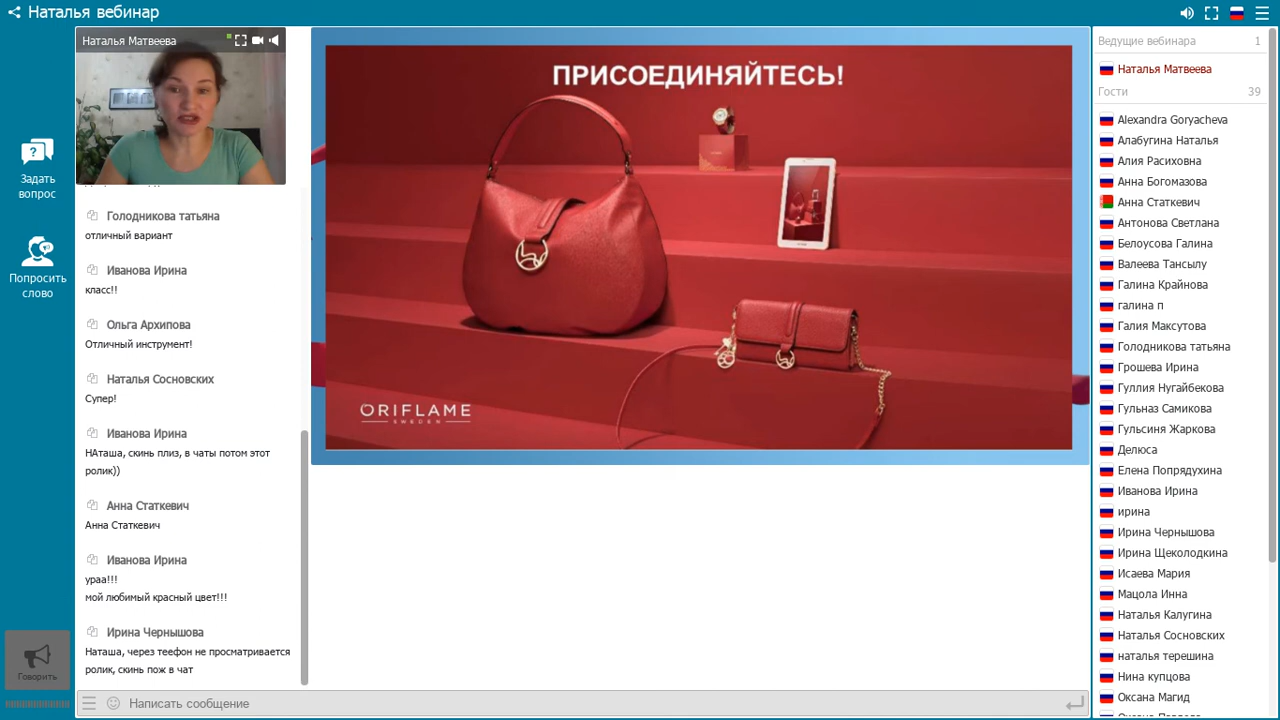 Наталья вебинар
Задать
вопрос
Попросить
слово
Говорить
Наталья Матвеева
Голодникова татьяна
отличный вариант
Иванова Ирина
класс!!
Ольга Архипова
Отличный инструмент!
Наталья Сосновских
Супер!
Иванова Ирина
НАташа, скинь плиз, в чаты потом этот
ролик))
Анна Статкевич
Анна Статкевич
Иванова Ирина
ураа!!!
мой любимый красный цвет!!!
Ирина Чернышова
Наташа, через теефон не просматривается
ролик, скинь пож в чат
Написать сообщение
ПРИСОЕДИНЯЙТЕСЬ!
ORIFLAME
SWEDEN
Ведущие вебинара 1
Наталья Матвеева
Гости 39
Alexandra Goryacheva
Алабугина Наталья
Алия Расиховна
Анна Богомазова
Анна Статкевич
Антонова Светлана
Белоусова Галина
Валеева Тансылу
Галина Крайнова
галина п
Галия Максутова
Голодникова татьяна
Грошева Ирина
Гуллия Нугайбекова
Гульназ Самикова
Гульсиня Жаркова
Делюса
Елена Попрядухина
Иванова Ирина
ирина
Ирина Чернышова
Ирина Щеколодкина
Исаева Мария
Мацола Инна
Наталья Калугина
Наталья Сосновских
наталья терешина
Нина купцова
Оксана Магид